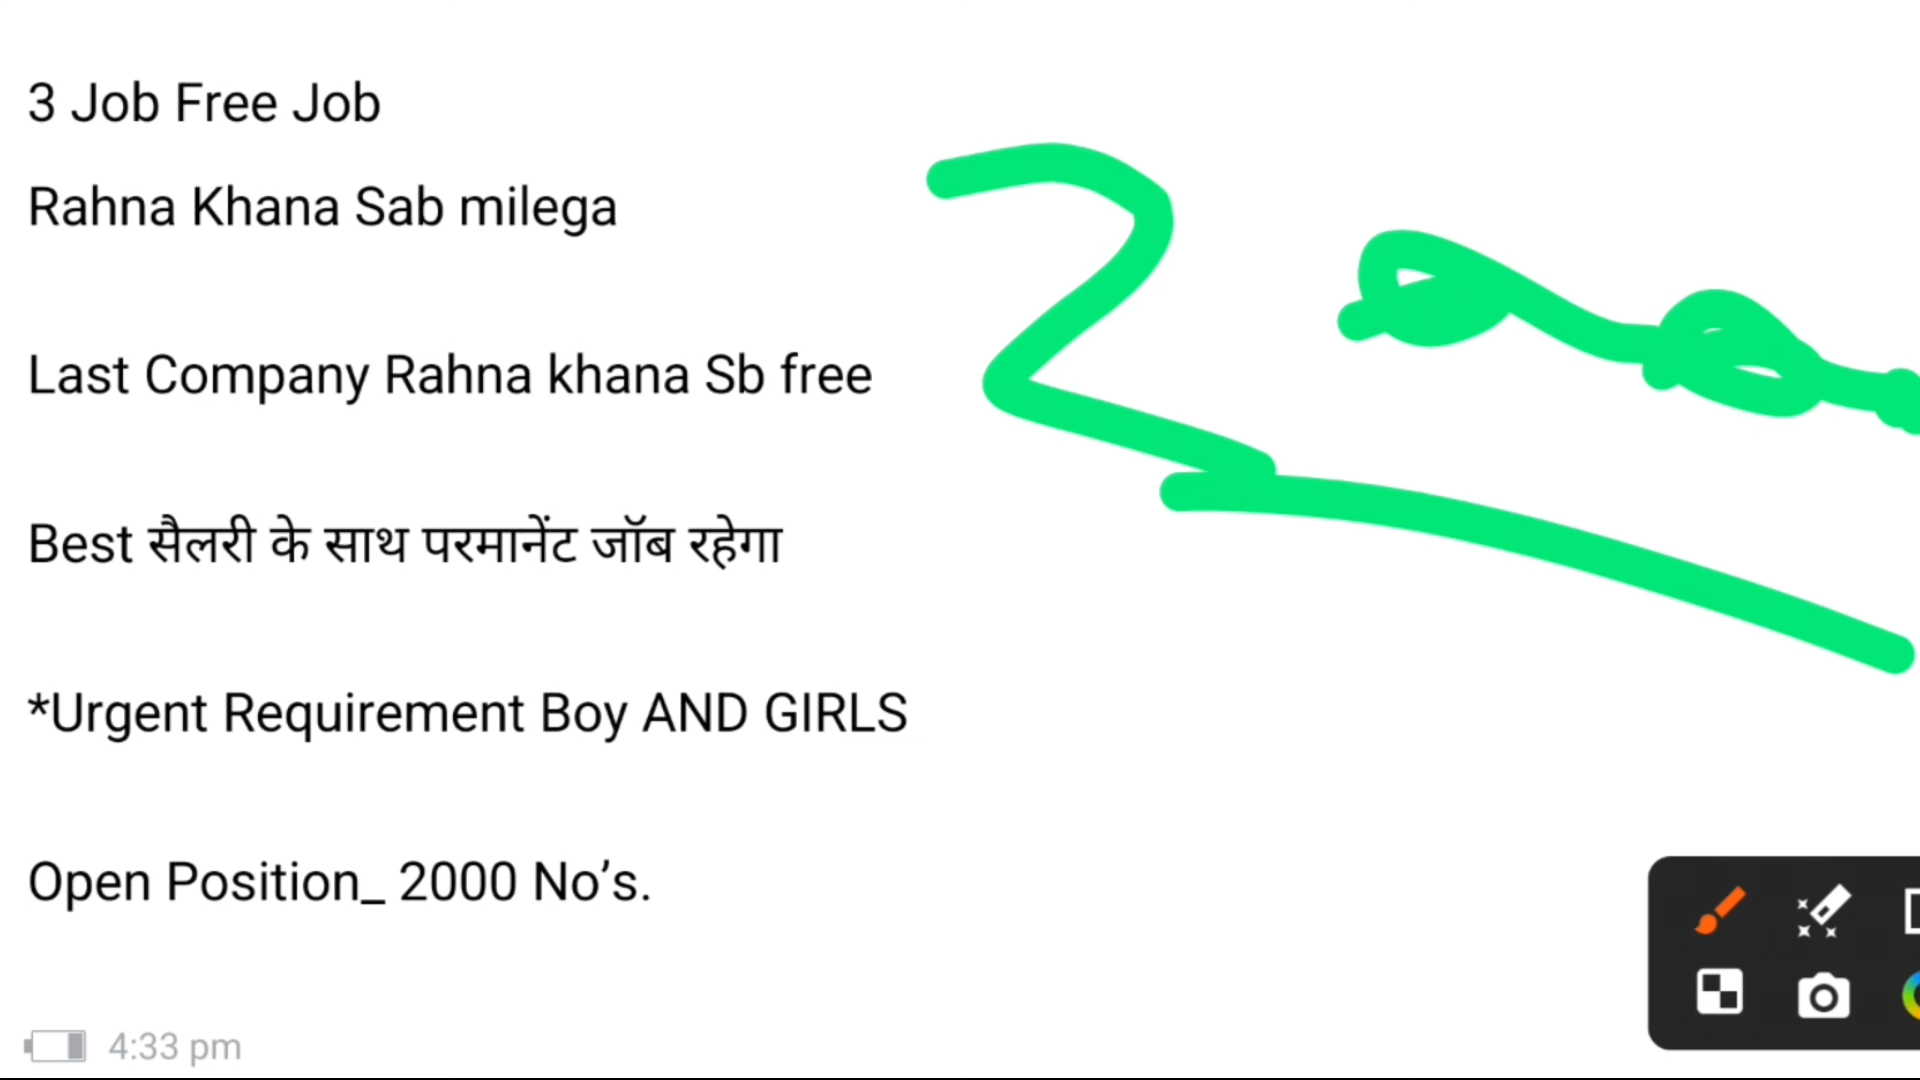 3 Job Free Job
Rahna Khana Sab milega
Last Company Rahna khana Sb free
Best सैलरी के साथ परमानेंट जॉब रहेगा
*Urgent Requirement Boy AND GIRLS
Open Position_ 2000 No’s.
4:33 pm
2